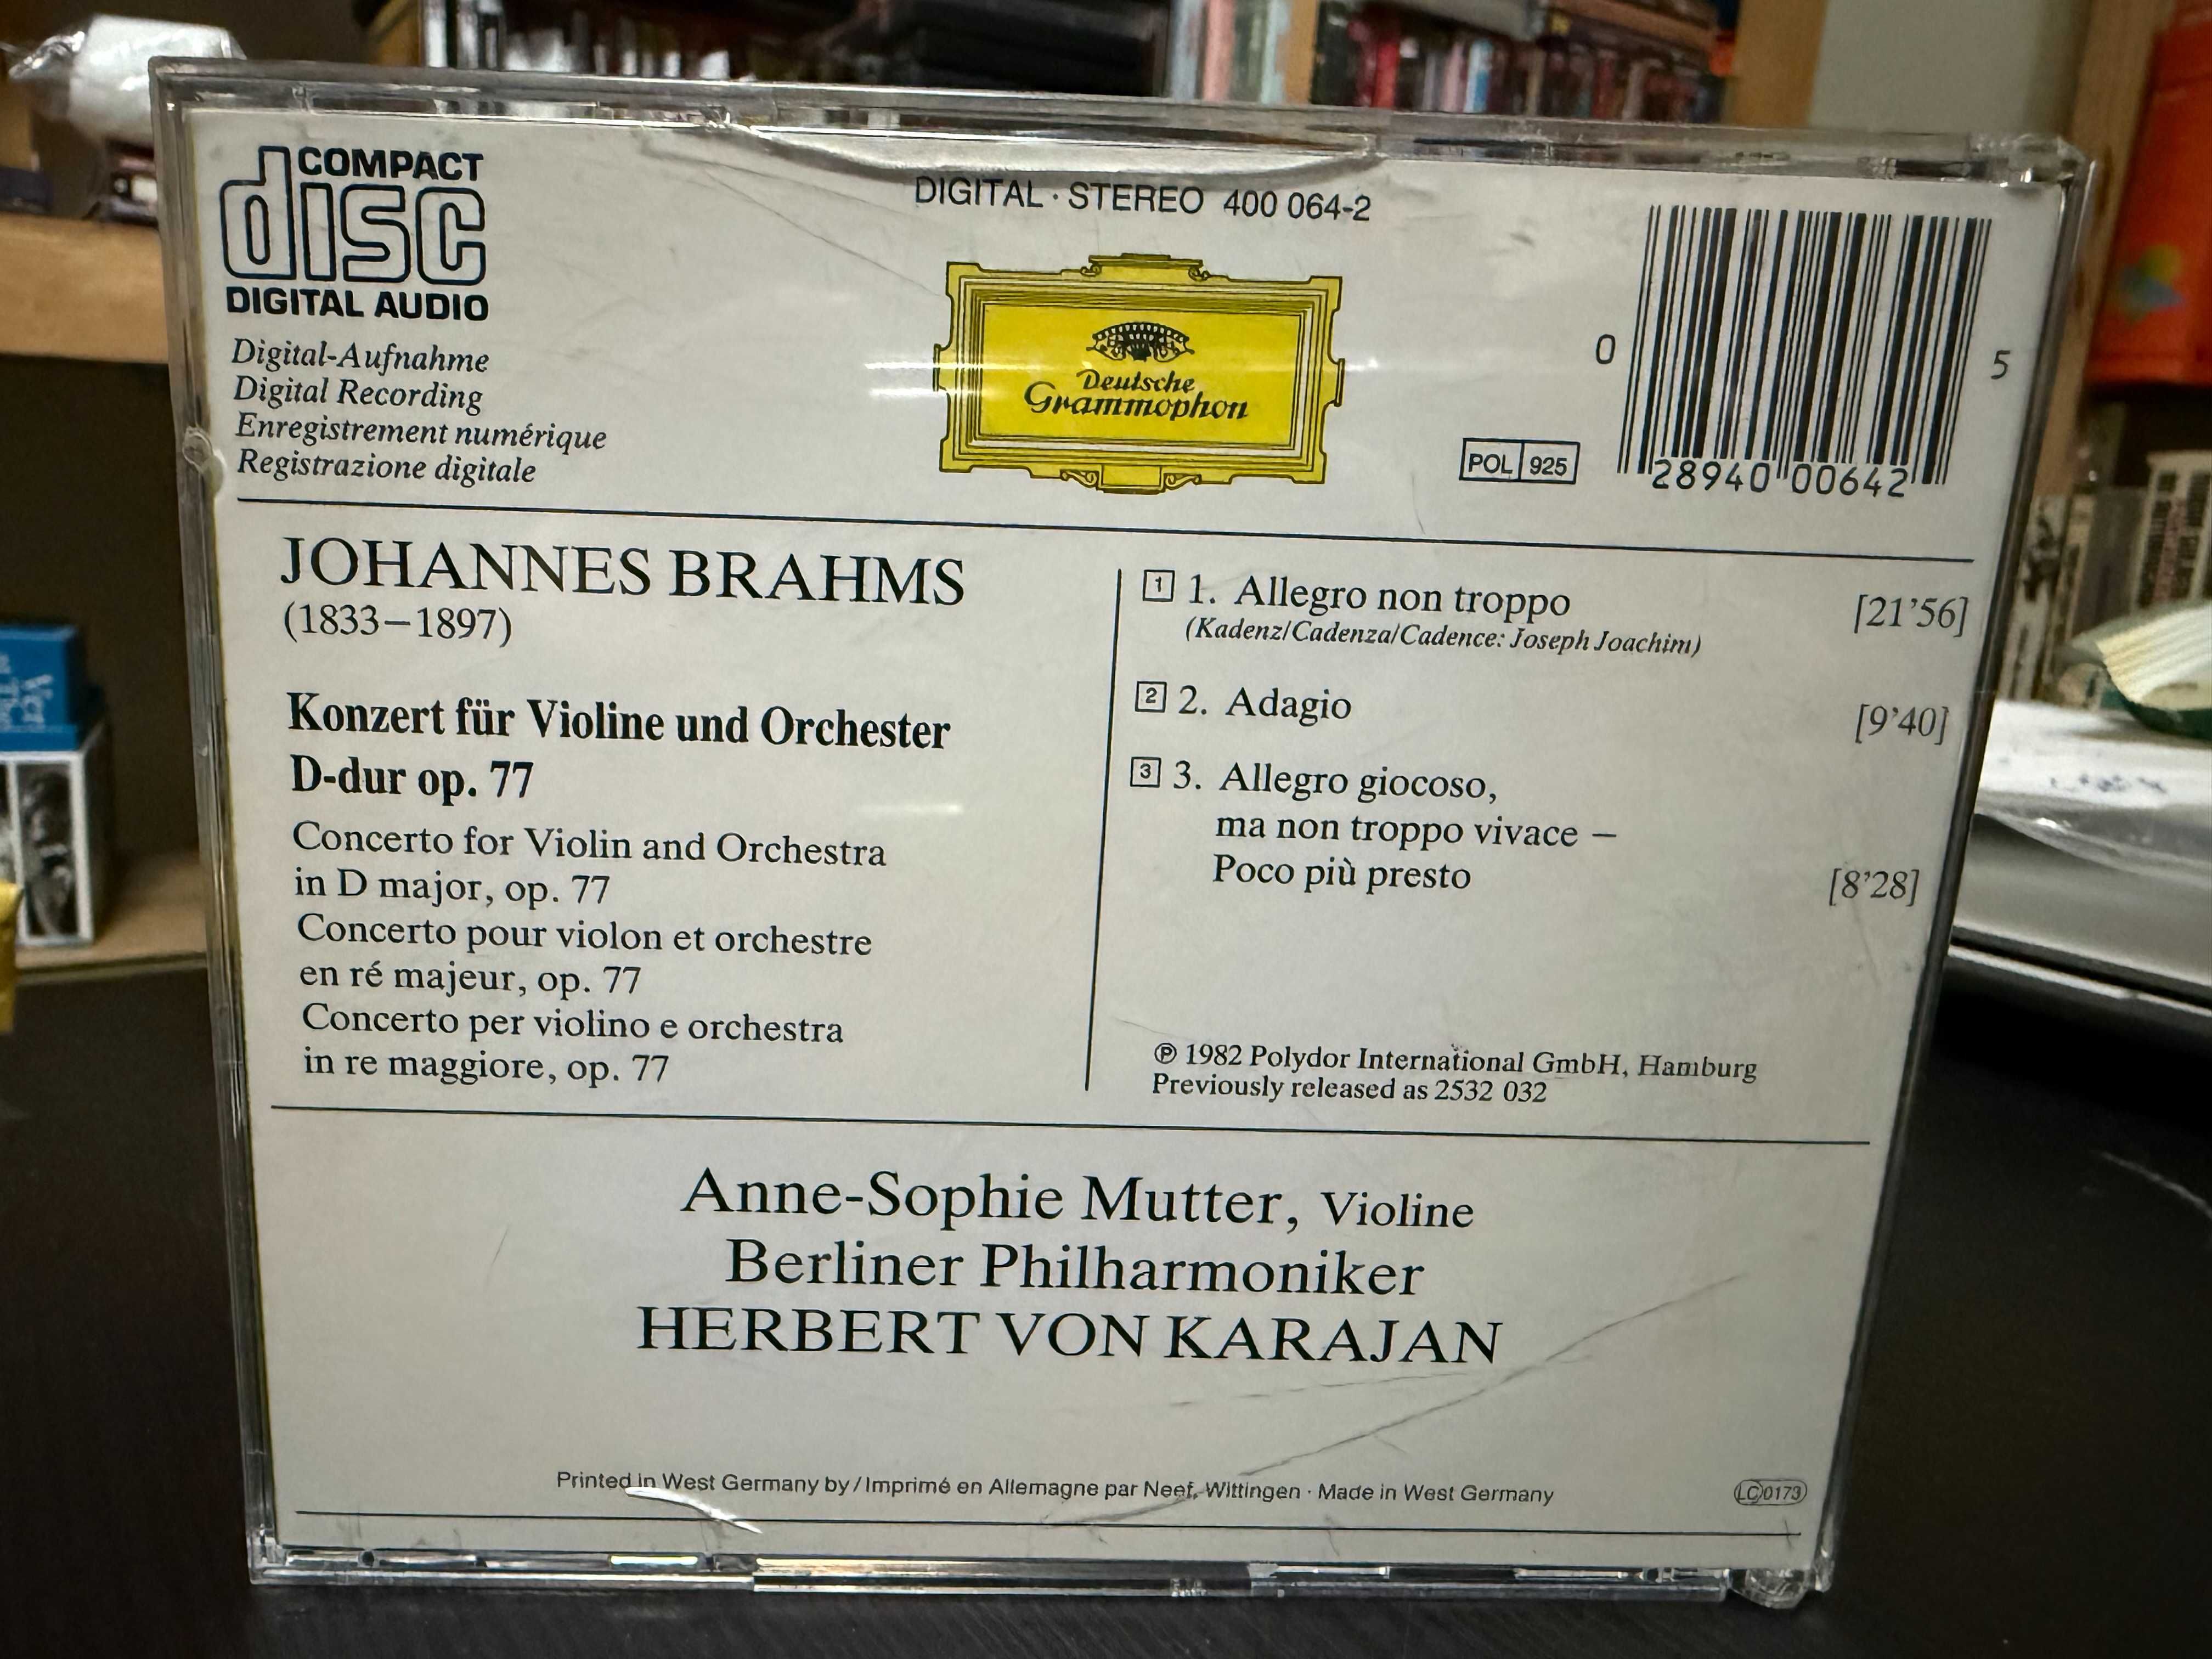 COMPACT
disc
DIGITAL AUDIO
Digital-Aufnahme
Digital Recording
Enregistrement numérique
Registrazione digitale
DIGITAL · STEREO 400 064-2
Deutsche
Grammophon
POL 925
0 28940 00642 5
JOHANNES BRAHMS
(1833–1897)
Konzert für Violine und Orchester
D-dur op. 77
Concerto for Violin and Orchestra
in D major, op. 77
Concerto pour violon et orchestre
en ré majeur, op. 77
Concerto per violino e orchestra
in re maggiore, op. 77
1 1. Allegro non troppo [21’56]
(Kadenz/Cadenza/Cadence: Joseph Joachim)
2 2. Adagio [9’40]
3 3. Allegro giocoso,
ma non troppo vivace –
Poco più presto [8’28]
℗ 1982 Polydor International GmbH, Hamburg
Previously released as 2532 032
Anne-Sophie Mutter, Violine
Berliner Philharmoniker
HERBERT VON KARAJAN
Printed in West Germany by / Imprimé en Allemagne par Neef, Wittingen · Made in West Germany
LC 0173